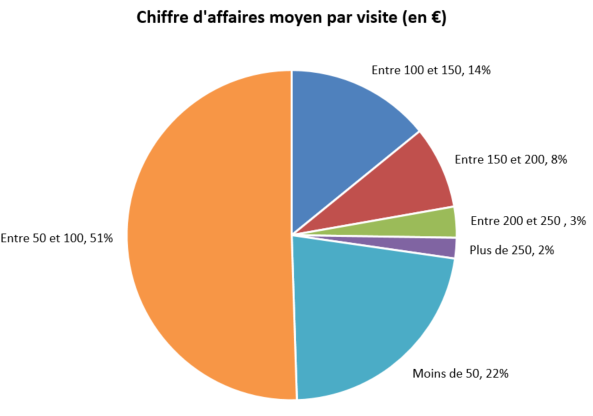 Chiffre d'affaires moyen par visite (en €)
Entre 100 et 150, 14%
Entre 150 et 200, 8%
Entre 200 et 250 , 3%
Entre 50 et 100, 51%
Plus de 250, 2%
Moins de 50, 22%